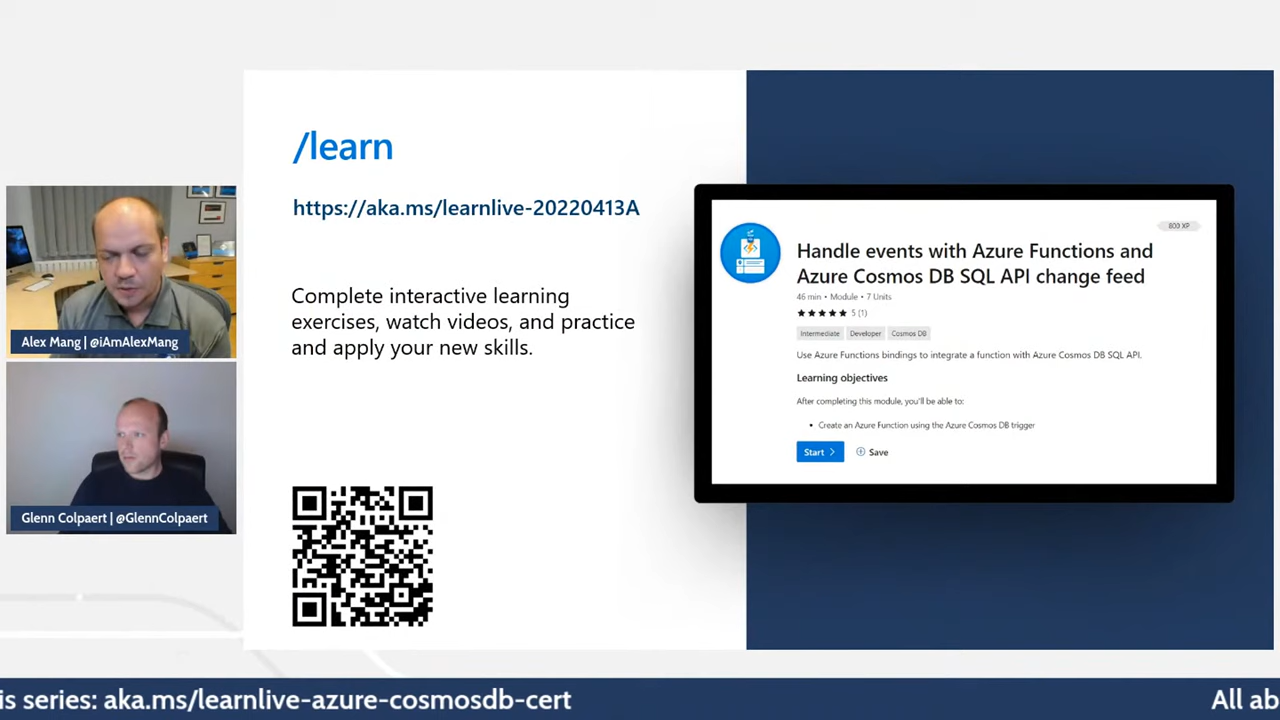 /learn
https://aka.ms/learnlive-20220413A
Complete interactive learning
exercises, watch videos, and practice
and apply your new skills.
800 XP
Handle events with Azure Functions and
Azure Cosmos DB SQL API change feed
46 min • Module • 7 Units
5 (1)
Intermediate Developer Cosmos DB
Use Azure Functions bindings to integrate a function with Azure Cosmos DB SQL API.
Learning objectives
After completing this module, you'll be able to:
• Create an Azure Function using the Azure Cosmos DB trigger
Start > Save
Alex Mang | @iAmAlexMang
Glenn Colpaert | @GlennColpaert
is series: aka.ms/learnlive-azure-cosmosdb-cert
All ab